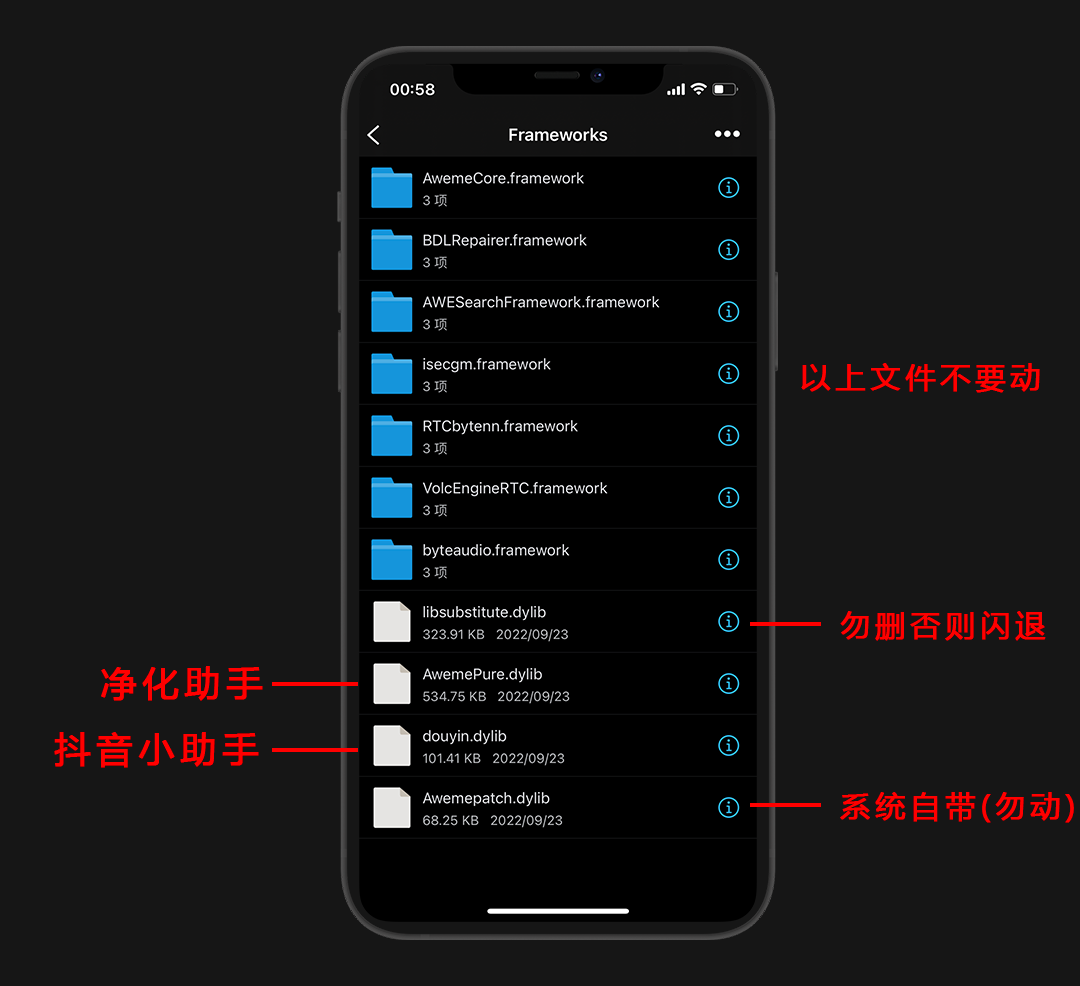 00:58
Frameworks
AwemeCore.framework
3 项
BDLRepairer.framework
3 项
AWESearchFramework.framework
3 项
isecgm.framework
3 项
以上文件不要动
RTCbytenn.framework
3 项
VolcEngineRTC.framework
3 项
byteaudio.framework
3 项
libsubstitute.dylib
323.91 KB 2022/09/23
勿删否则闪退
净化助手
AwemePure.dylib
534.75 KB 2022/09/23
抖音小助手
douyin.dylib
101.41 KB 2022/09/23
Awemepatch.dylib
68.25 KB 2022/09/23
系统自带(勿动)